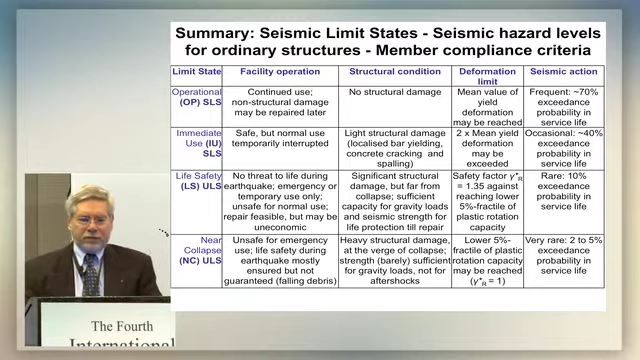 Summary: Seismic Limit States - Seismic hazard levels
for ordinary structures - Member compliance criteria
Limit State
Facility operation
Structural condition
Deformation
limit
Seismic action
Operational
(OP) SLS
Continued use;
non-structural damage
may be repaired later
No structural damage
Mean value of
yield
deformation
may be reached
Frequent: ~70%
exceedance
probability in
service life
Immediate
Use (IU)
SLS
Safe, but normal use
temporarily interrupted
Light structural damage
(localised bar yielding,
concrete cracking and
spalling)
2 x Mean yield
deformation
may be
exceeded
Occasional: ~40%
exceedance
probability in
service life
Life Safety
(LS) ULS
No threat to life during
earthquake; emergency or
temporary use only;
unsafe for normal use;
repair feasible, but may be
uneconomic
Significant structural
damage, but far from
collapse; sufficient
capacity for gravity loads
and seismic strength for
life protection till repair
Safety factor γ*R
= 1.35 against
reaching lower
5%-fractile of
plastic rotation
capacity
Rare: 10%
exceedance
probability in
service life
Near
Collapse
(NC) ULS
Unsafe for emergency
use; life safety during
earthquake mostly
ensured but not
guaranteed (falling debris)
Heavy structural damage,
at the verge of collapse;
strength (barely) sufficient
for gravity loads, not for
aftershocks
Lower 5%-
fractile of plastic
rotation capacity
may be reached
(γ*R = 1)
Very rare: 2 to 5%
exceedance
probability in
service life
The Fourth
International